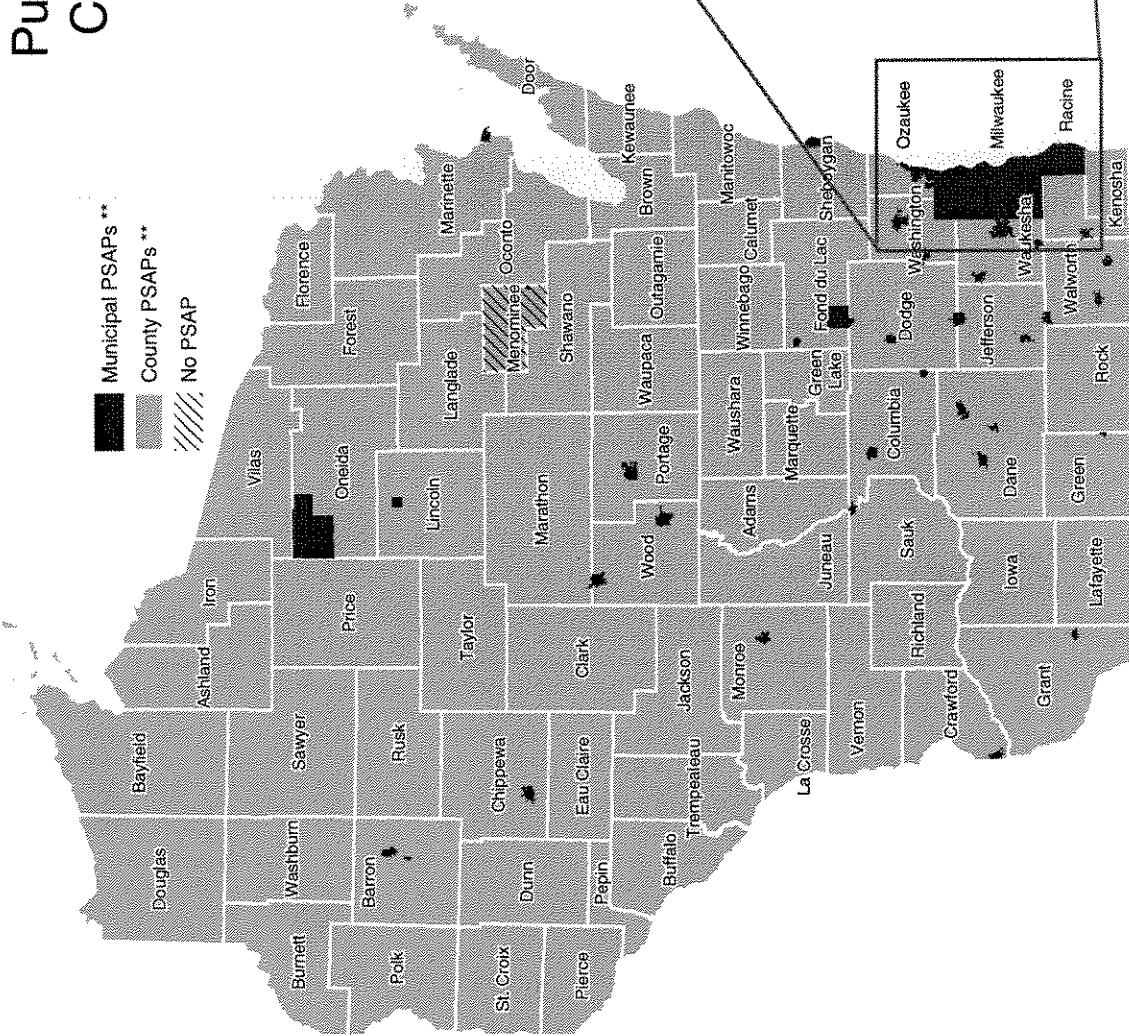 Pu
C
Municipal PSAPs **
County PSAPs **
No PSAP
Douglas
Bayfield
Ashland
Iron
Vilas
Florence
Burnett
Washburn
Sawyer
Price
Oneida
Forest
Marinette
Polk
Barron
Rusk
Lincoln
Langlade
Oconto
Door
St. Croix
Dunn
Chippewa
Taylor
Marathon
Menominee
Shawano
Pierce
Pepin
Eau Claire
Clark
Buffalo
Trempealeau
Jackson
Wood
Portage
Waupaca
Outagamie
Brown
Kewaunee
La Crosse
Monroe
Juneau
Adams
Waushara
Winnebago
Calumet
Manitowoc
Marquette
Green
Lake
Fond du Lac
Sheboygan
Vernon
Crawford
Richland
Sauk
Columbia
Dodge
Washington
Ozaukee
Grant
Iowa
Dane
Jefferson
Waukesha
Milwaukee
Lafayette
Green
Rock
Walworth
Racine
Kenosha